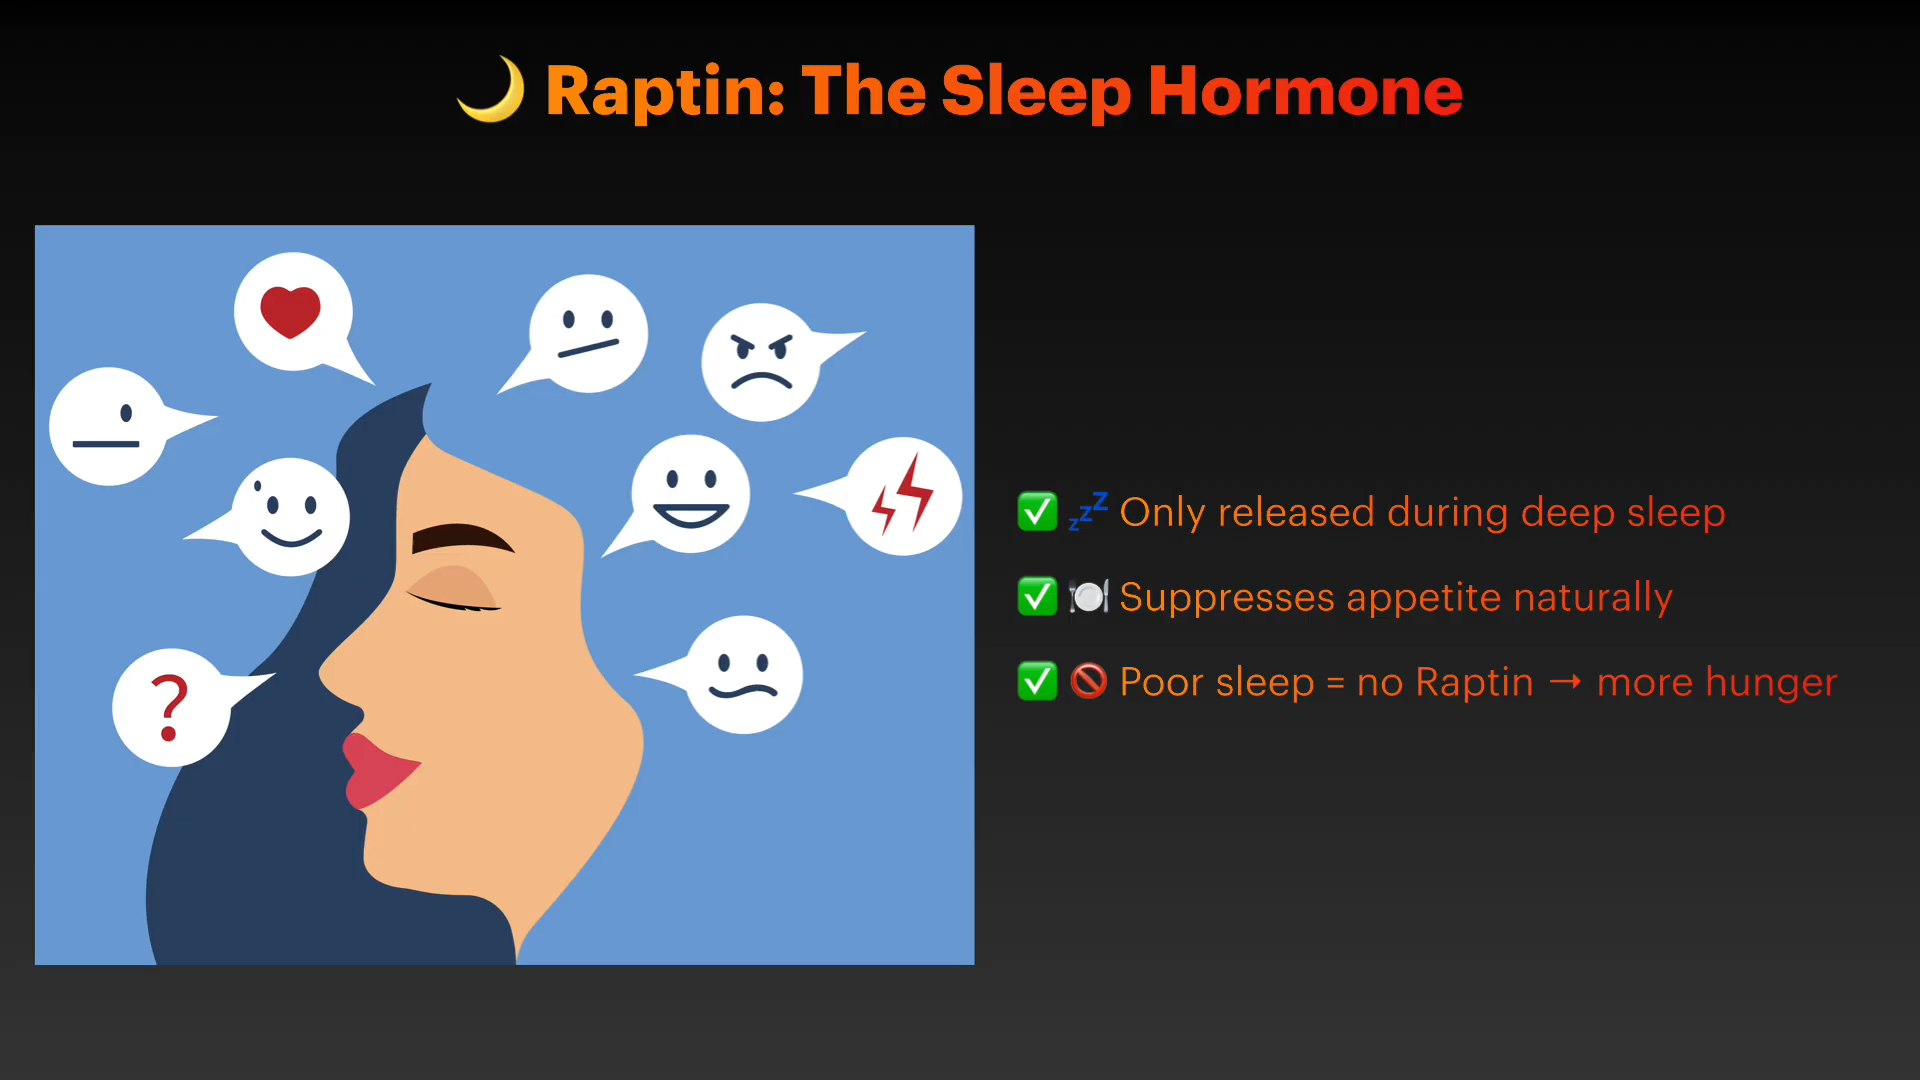 🌙 Raptin: The Sleep Hormone
?
✅ 💤 Only released during deep sleep
✅ 🍽️ Suppresses appetite naturally
✅ 🚫 Poor sleep = no Raptin → more hunger